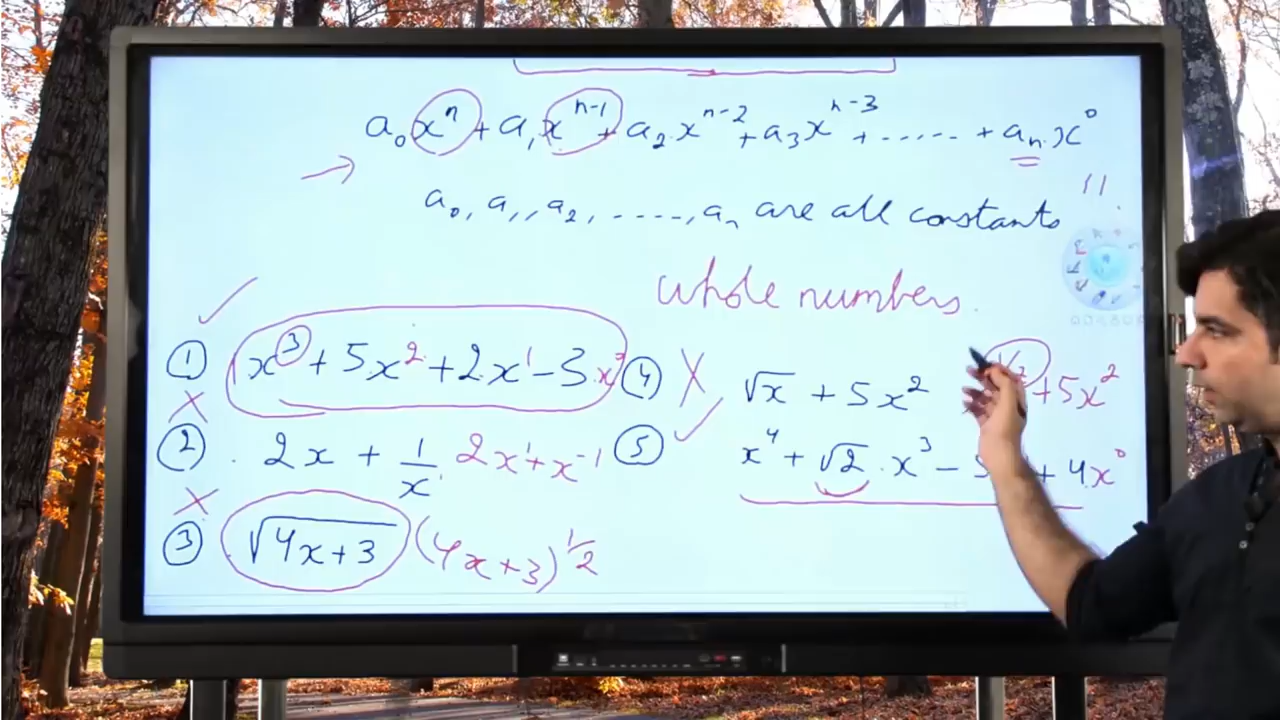 a₀xⁿ + a₁xⁿ⁻¹ + a₂xⁿ⁻² + a₃xⁿ⁻³ + ...... + aₙx⁰
a₀, a₁, a₂, ----, aₙ are all constants
whole numbers.
① x³ + 5x² + 2x¹ - 3x⁰
② 2x + 1/x 2x¹ + x⁻¹
③ √(4x+3) (4x+3)^1/2
④ √x + 5x² + 5x²
⑤ x⁴ + √2 . x³ - + 4x⁰